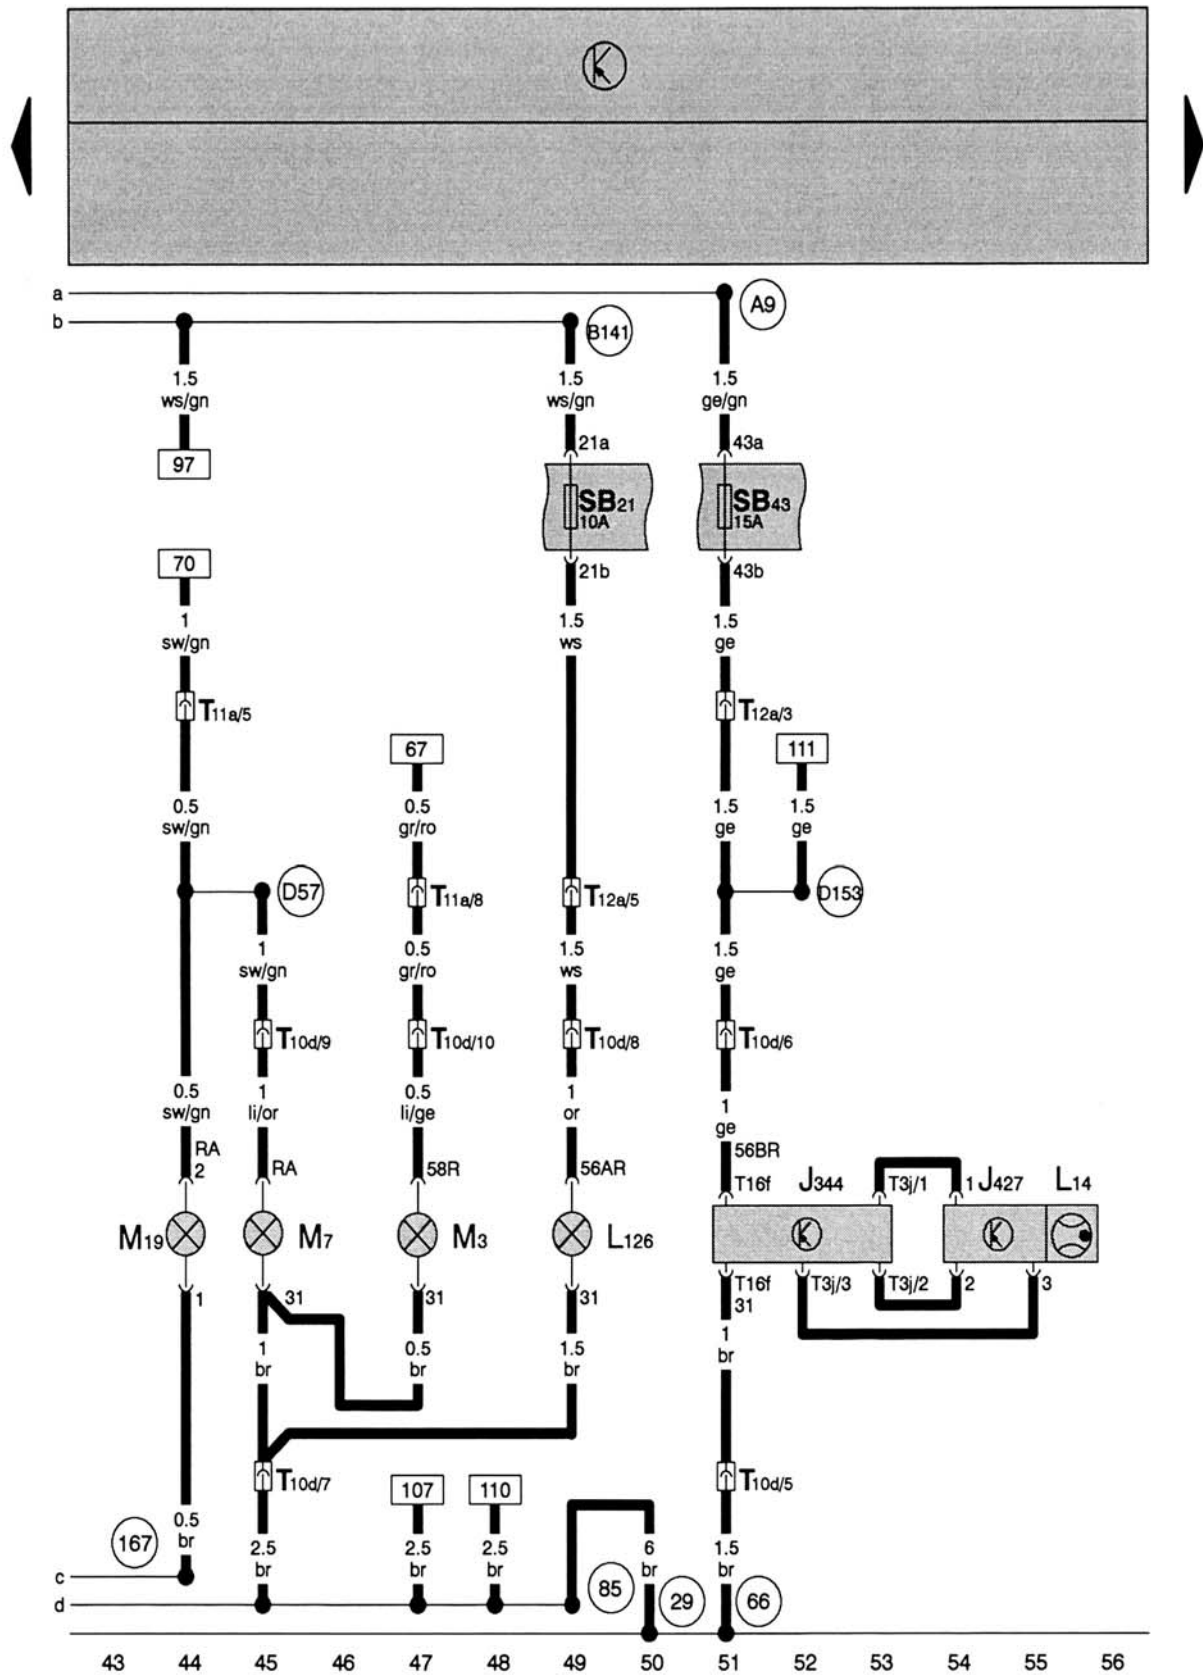 a
A9
b
B141
1.5 1.5 1.5
ws/gn ws/gn ge/gn
21a 43a
97
SB21 SB43
10A 15A
70 21b 43b
1 1.5 1.5
sw/gn ws ge
T11a/5 T12a/3
67 111
0.5 0.5 1.5 1.5
sw/gn gr/ro ge ge
D57 T11a/8 T12a/5 D153
1 0.5 1.5 1.5
sw/gn gr/ro ws ge
T10d/9 T10d/10 T10d/8 T10d/6
0.5 1 0.5 1 1
sw/gn li/or li/ge or ge
RA 56BR
2 RA 58R 56AR
T16f J344 T3j/1 1 J427 L14
M19 M7 M3 L126
T16f T3j/3 T3j/2 2 3
1 31 31 31 31
1 0.5 1.5 1
br br br br
T10d/7 107 110 T10d/5
0.5
167 br
2.5 2.5 2.5 6 1.5
br br br br br
c
85 29 66
d
43 44 45 46 47 48 49 50 51 52 53 54 55 56